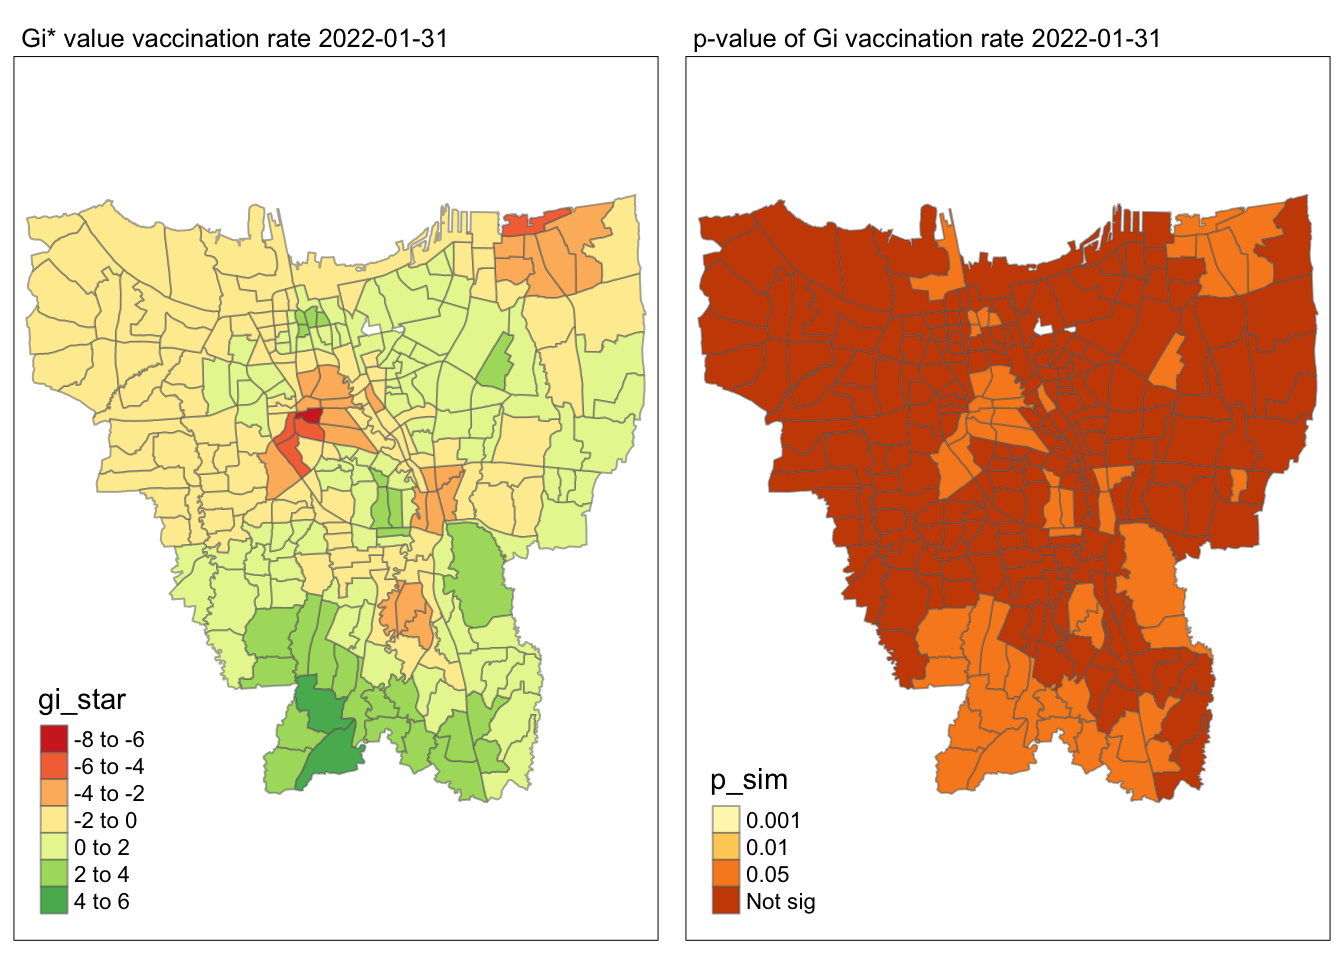 Gi* value vaccination rate 2022-01-31
gi_star
-8 to -6
-6 to -4
-4 to -2
-2 to 0
0 to 2
2 to 4
4 to 6
p-value of Gi vaccination rate 2022-01-31
p_sim
0.001
0.01
0.05
Not sig